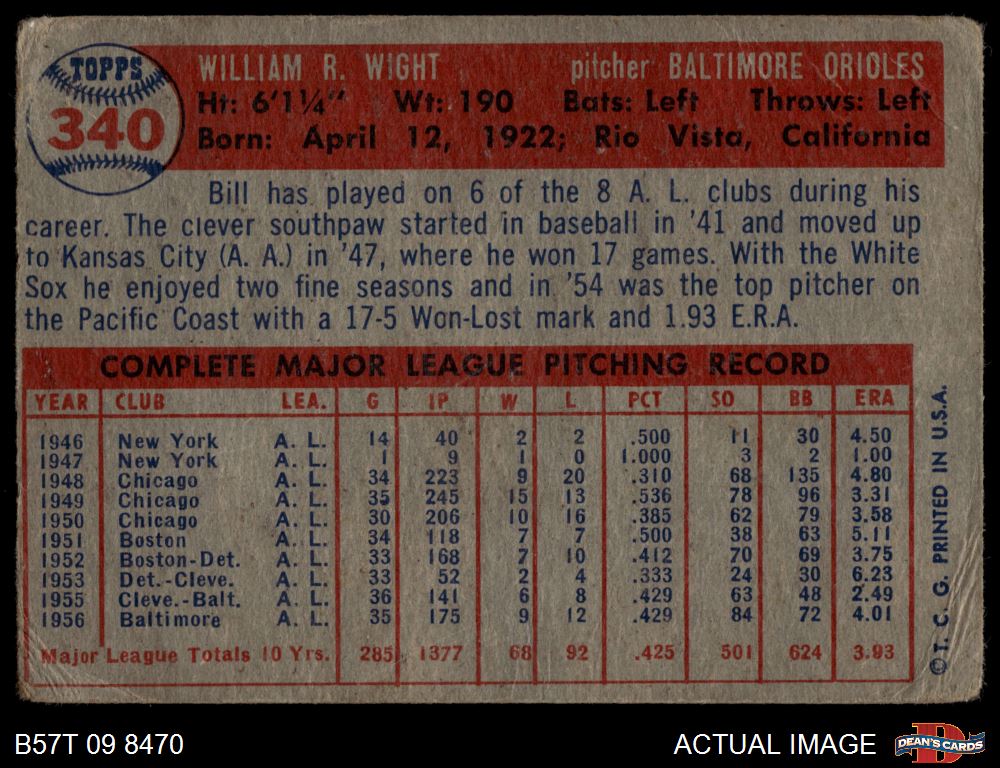 TOPPS
340
WILLIAM R. WIGHT pitcher BALTIMORE ORIOLES
Ht: 6'1¼" Wt: 190 Bats: Left Throws: Left
Born: April 12, 1922; Rio Vista, California
Bill has played on 6 of the 8 A. L. clubs during his
career. The clever southpaw started in baseball in '41 and moved up
to Kansas City (A. A.) in '47, where he won 17 games. With the White
Sox he enjoyed two fine seasons and in '54 was the top pitcher on
the Pacific Coast with a 17-5 Won-Lost mark and 1.93 E.R.A.
COMPLETE MAJOR LEAGUE PITCHING RECORD
YEAR CLUB LEA. G IP W L PCT SO BB ERA
1946 New York A. L. 14 40 2 2 .500 11 30 4.50
1947 New York A. L. 1 9 1 0 1.000 3 2 1.00
1948 Chicago A. L. 34 223 9 20 .310 68 135 4.80
1949 Chicago A. L. 35 245 15 13 .536 78 96 3.31
1950 Chicago A. L. 30 206 10 16 .385 62 79 3.58
1951 Boston A. L. 34 118 7 7 .500 38 63 5.11
1952 Boston-Det. A. L. 33 168 7 10 .412 70 69 3.75
1953 Det.-Cleve. A. L. 33 52 2 4 .333 24 30 6.23
1955 Cleve.-Balt. A. L. 36 141 6 8 .429 63 48 2.49
1956 Baltimore A. L. 35 175 9 12 .429 84 72 4.01
Major League Totals 10 Yrs. 285 1377 68 92 .425 501 624 3.93
©T. C. G. PRINTED IN U.S.A.
B57T 09 8470
ACTUAL IMAGE
D
DEAN'S CARDS